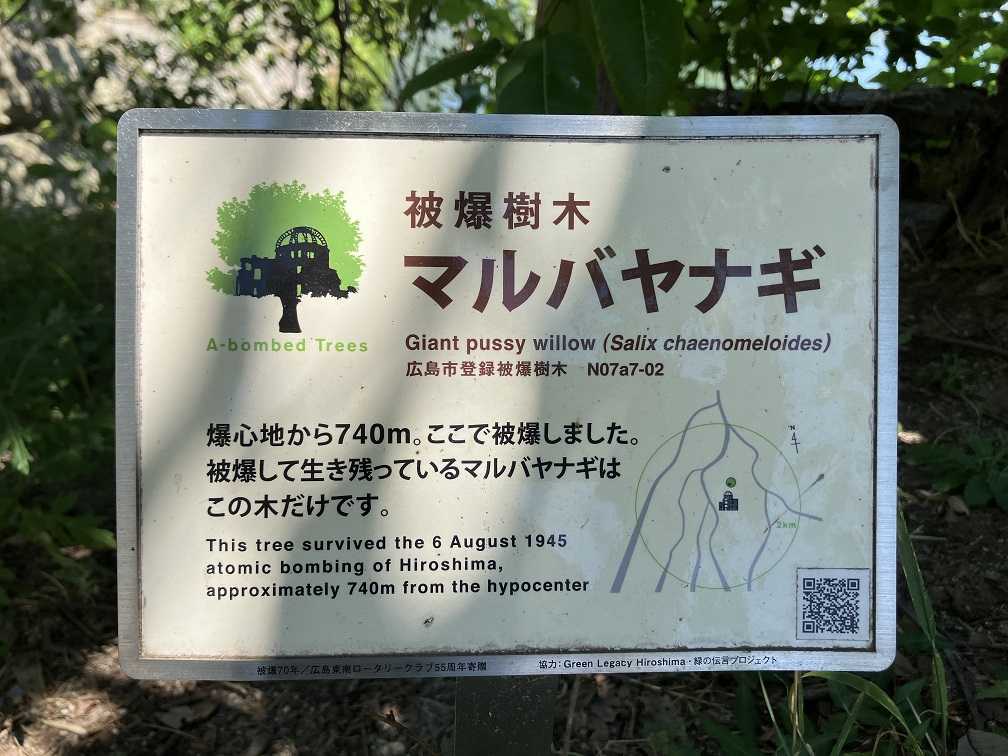 被爆樹木
マルバヤナギ
A-bombed Trees
Giant pussy willow (Salix chaenomeloides)
広島市登録被爆樹木 N07a7-02
爆心地から740m。ここで被爆しました。
被爆して生き残っているマルバヤナギは
この木だけです。
This tree survived the 6 August 1945
atomic bombing of Hiroshima,
approximately 740m from the hypocenter
N
2km
被爆70年／広島東南ロータリークラブ55周年寄贈
協力：Green Legacy Hiroshima・緑の伝言プロジェクト